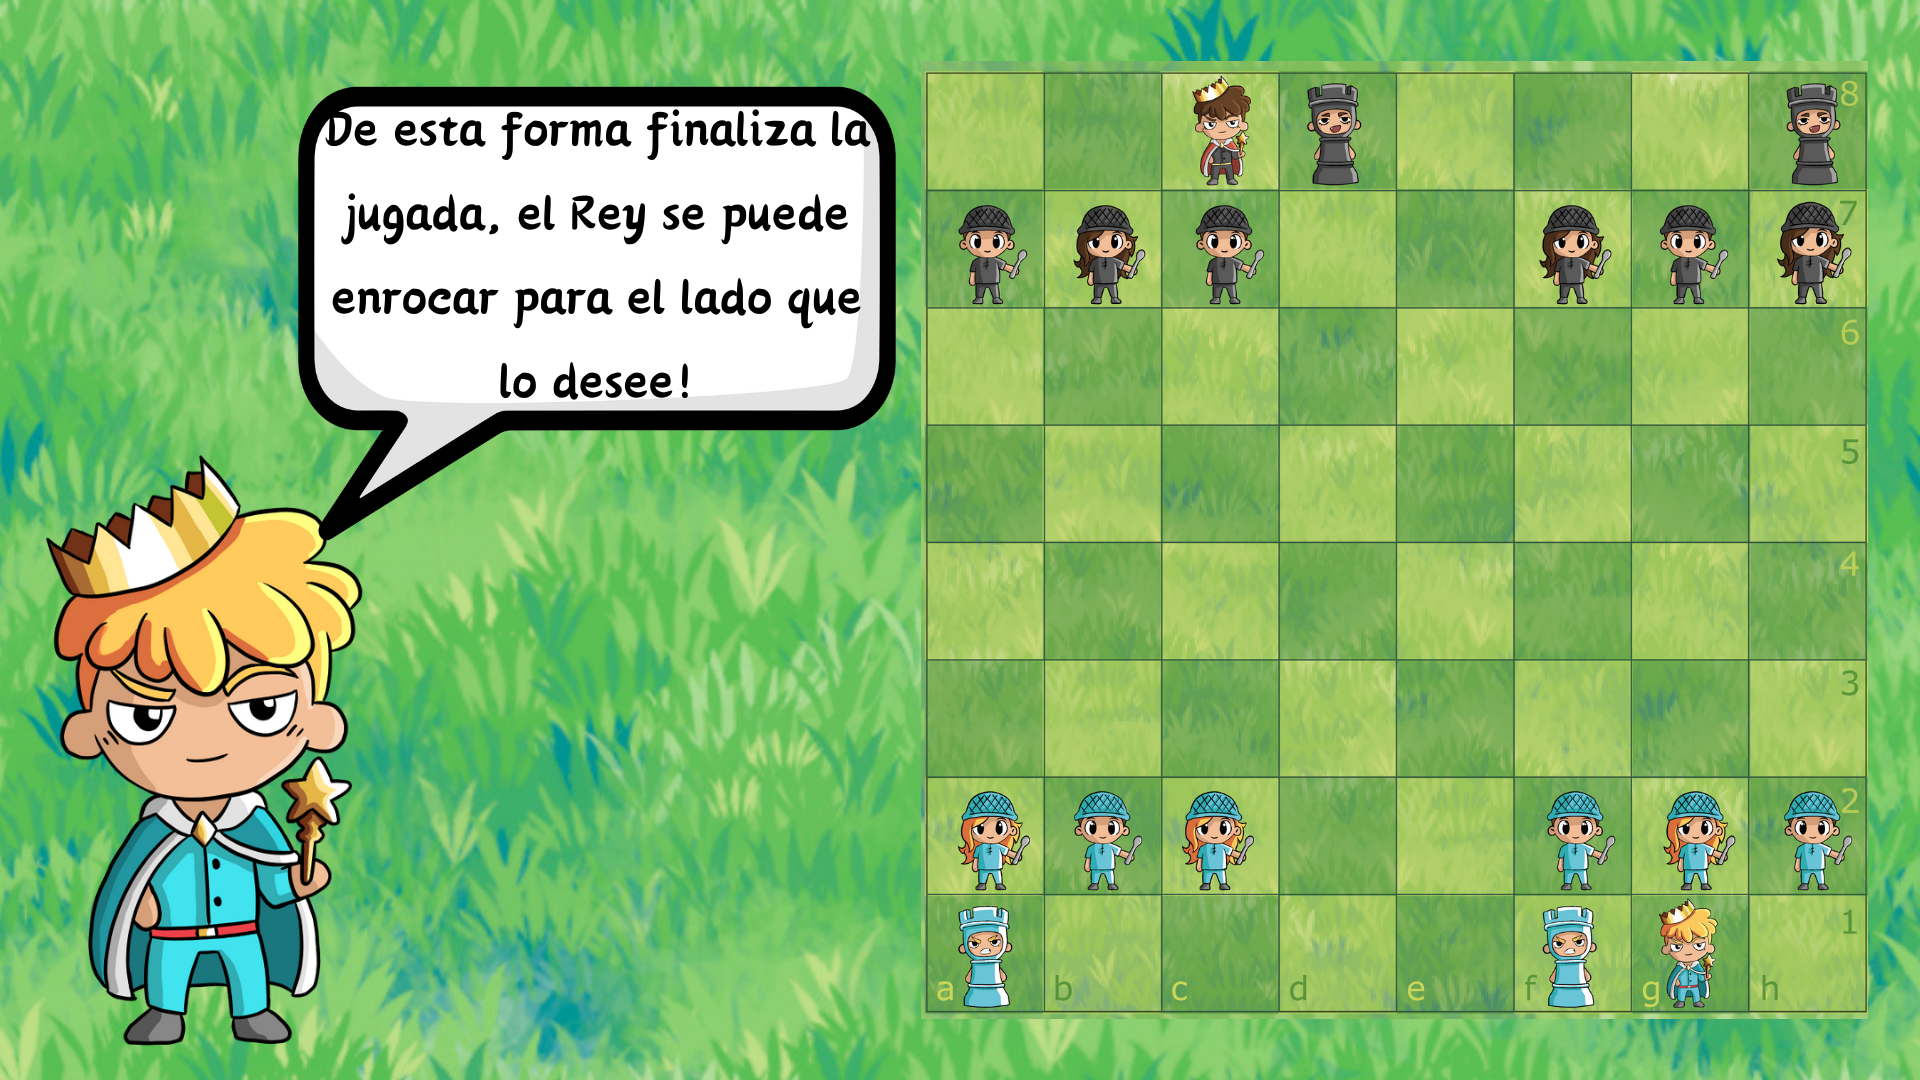 De esta forma finaliza la
jugada, el Rey se puede
enrocar para el lado que
lo desee!
8
7
6
5
4
3
2
1
a b c d e f g h